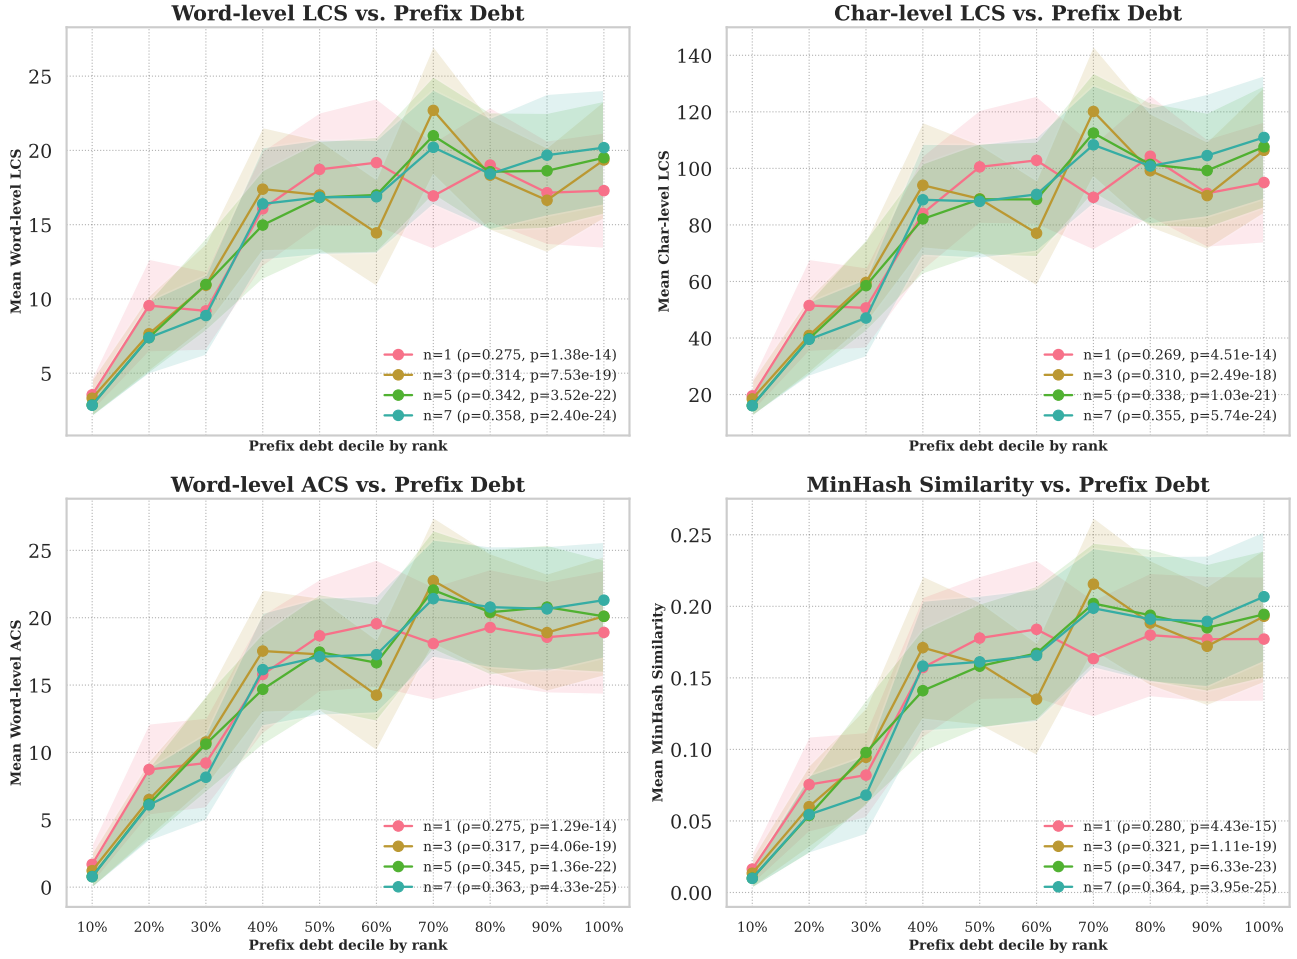 Word-level LCS vs. Prefix Debt
Mean Word-level LCS
25
20
15
10
5
n=1 (ρ=0.275, p=1.38e-14)
n=3 (ρ=0.314, p=7.53e-19)
n=5 (ρ=0.342, p=3.52e-22)
n=7 (ρ=0.358, p=2.40e-24)
Prefix debt decile by rank
Char-level LCS vs. Prefix Debt
Mean Char-level LCS
140
120
100
80
60
40
20
n=1 (ρ=0.269, p=4.51e-14)
n=3 (ρ=0.310, p=2.49e-18)
n=5 (ρ=0.338, p=1.03e-21)
n=7 (ρ=0.355, p=5.74e-24)
Prefix debt decile by rank
Word-level ACS vs. Prefix Debt
Mean Word-level ACS
25
20
15
10
5
0
n=1 (ρ=0.275, p=1.29e-14)
n=3 (ρ=0.317, p=4.06e-19)
n=5 (ρ=0.345, p=1.36e-22)
n=7 (ρ=0.363, p=4.33e-25)
10% 20% 30% 40% 50% 60% 70% 80% 90% 100%
Prefix debt decile by rank
MinHash Similarity vs. Prefix Debt
Mean MinHash Similarity
0.25
0.20
0.15
0.10
0.05
0.00
n=1 (ρ=0.280, p=4.43e-15)
n=3 (ρ=0.321, p=1.11e-19)
n=5 (ρ=0.347, p=6.33e-23)
n=7 (ρ=0.364, p=3.95e-25)
10% 20% 30% 40% 50% 60% 70% 80% 90% 100%
Prefix debt decile by rank